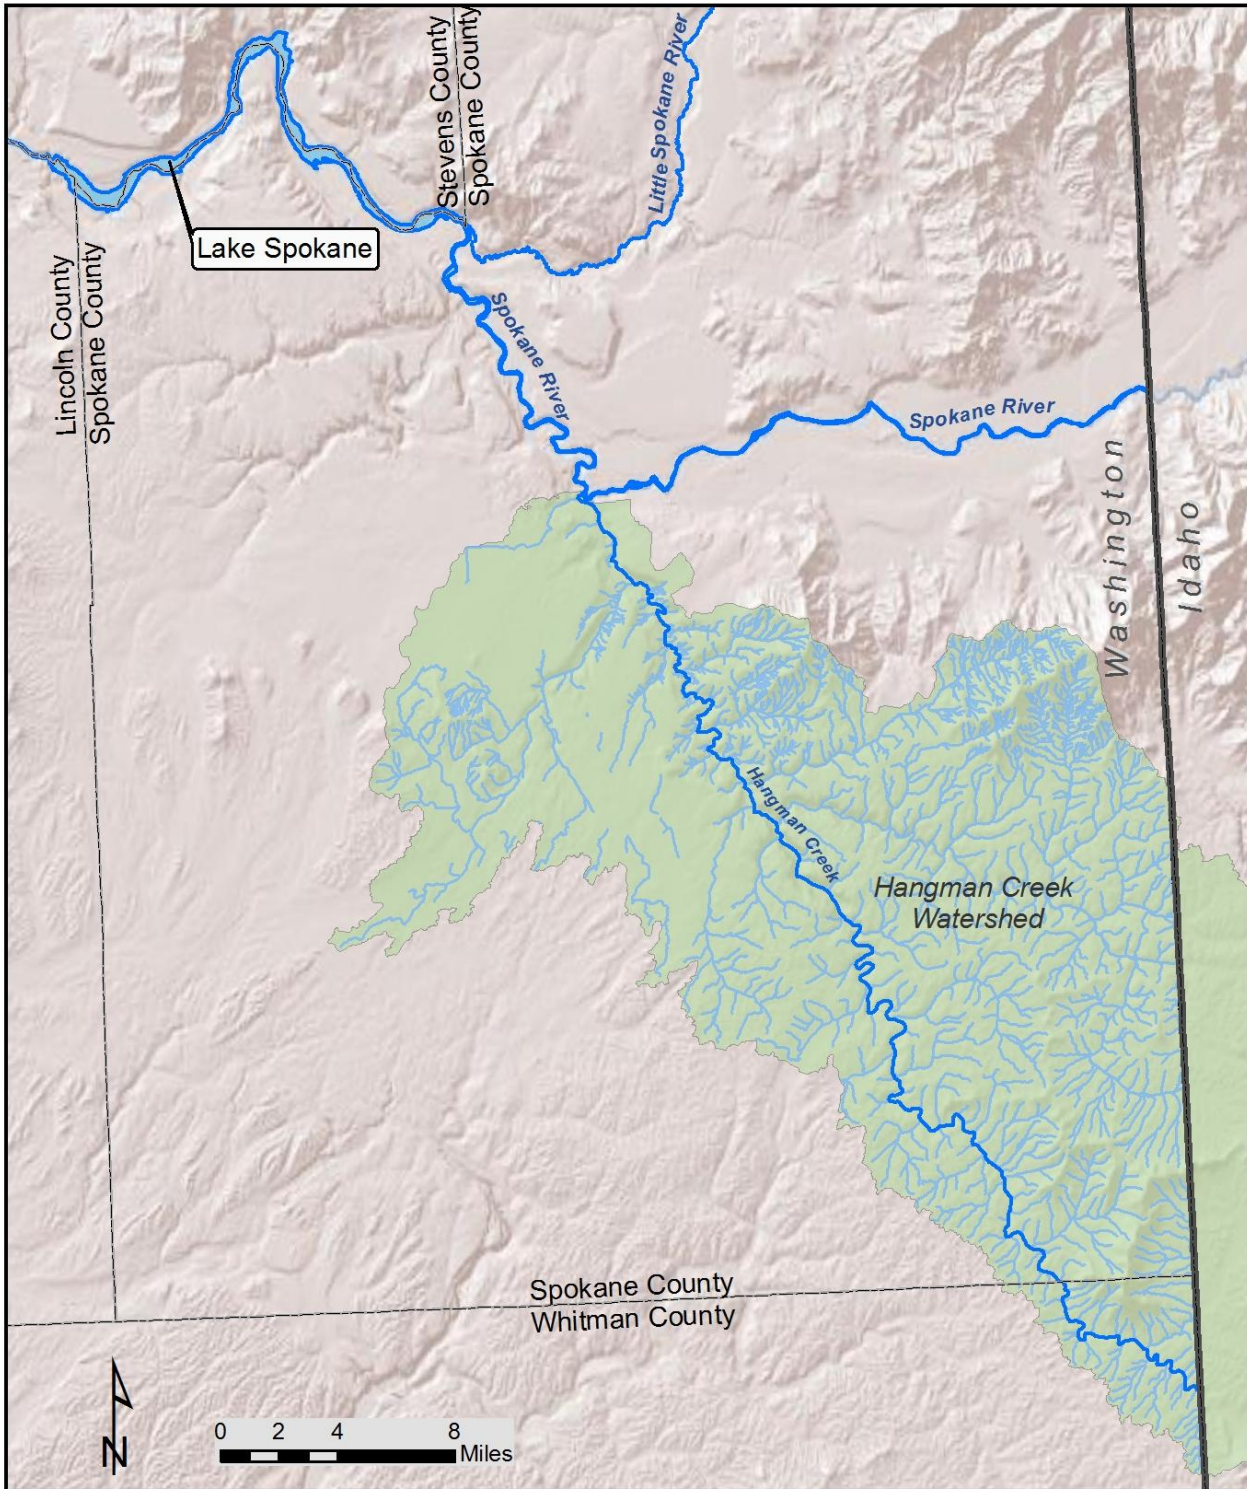 Stevens County
Spokane County
Little Spokane River
Lake Spokane
Lincoln County
Spokane County
Spokane River
Spokane River
Washington
Idaho
Hangman Creek
Hangman Creek
Watershed
Spokane County
Whitman County
N
0 2 4 8
Miles